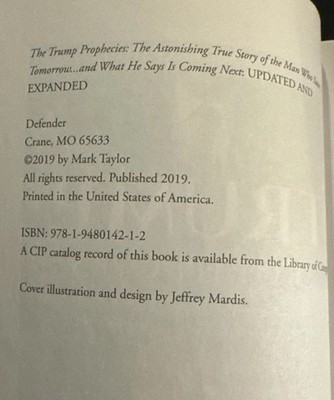 The Trump Prophecies: The Astonishing True Story of the Man Who
Tomorrow...and What He Says Is Coming Next: UPDATED AND
EXPANDED
Defender
Crane, MO 65633
©2019 by Mark Taylor
All rights reserved. Published 2019.
Printed in the United States of America.
ISBN: 978-1-9480142-1-2
A CIP catalog record of this book is available from the Library of
Cover illustration and design by Jeffrey Mardis.